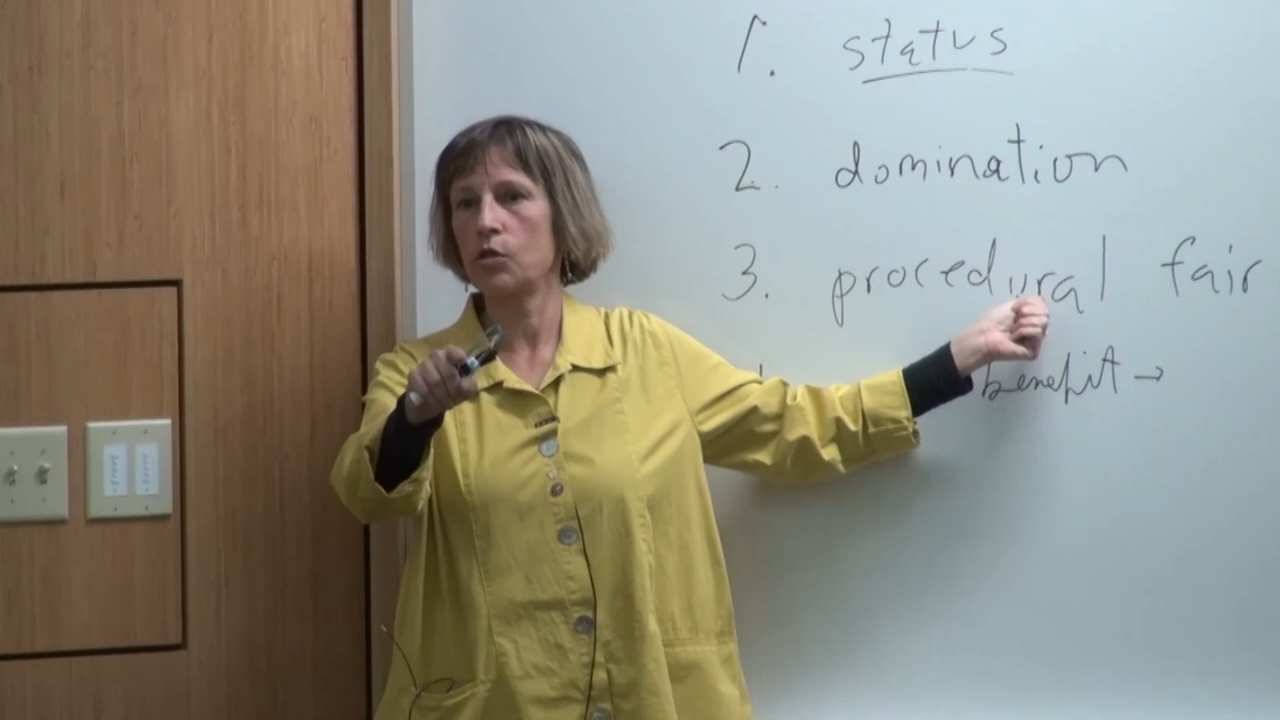 1. status
2. domination
3. procedural fair
benefit →